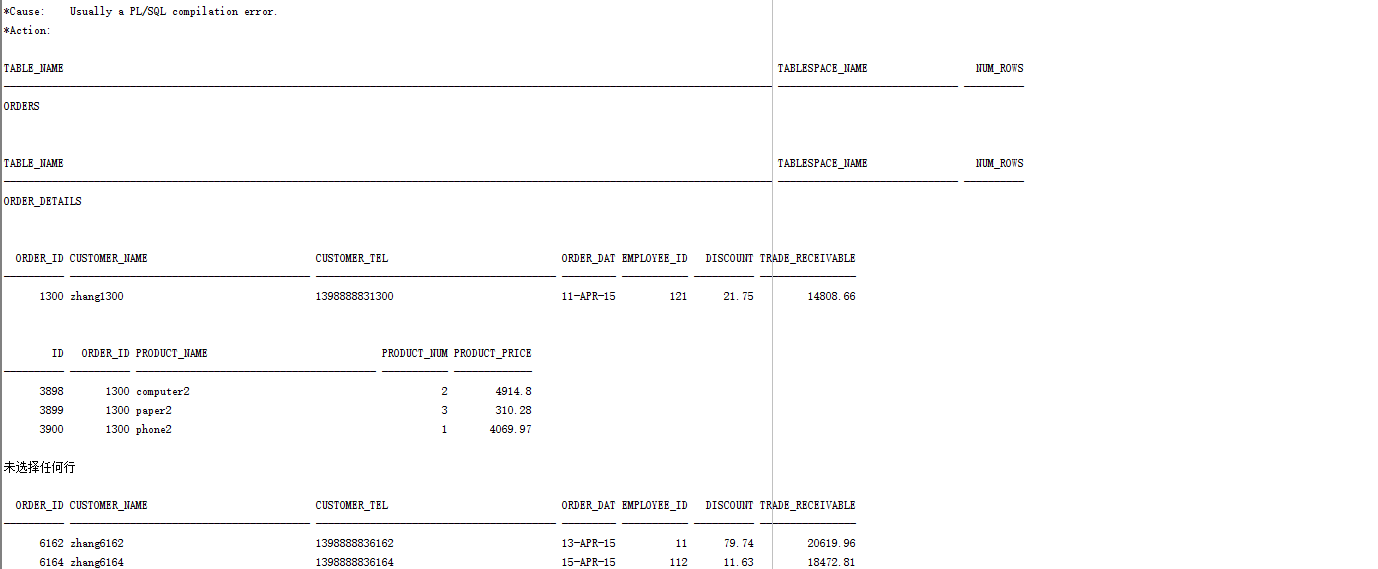 *Cause:    Usually a PL/SQL compilation error.
*Action:
TABLE_NAME TABLESPACE_NAME NUM_ROWS
ORDERS
TABLE_NAME TABLESPACE_NAME NUM_ROWS
ORDER_DETAILS
ORDER_ID CUSTOMER_NAME CUSTOMER_TEL ORDER_DAT EMPLOYEE_ID DISCOUNT TRADE_RECEIVABLE
1300 zhang1300 1398888831300 11-APR-15 121 21.75 14808.66
ID ORDER_ID PRODUCT_NAME PRODUCT_NUM PRODUCT_PRICE
3898 1300 computer2 2 4914.8
3899 1300 paper2 3 310.28
3900 1300 phone2 1 4069.97
未选择任何行
ORDER_ID CUSTOMER_NAME CUSTOMER_TEL ORDER_DAT EMPLOYEE_ID DISCOUNT TRADE_RECEIVABLE
6162 zhang6162 1398888836162 13-APR-15 11 79.74 20619.96
6164 zhang6164 1398888836164 15-APR-15 112 11.63 18472.81